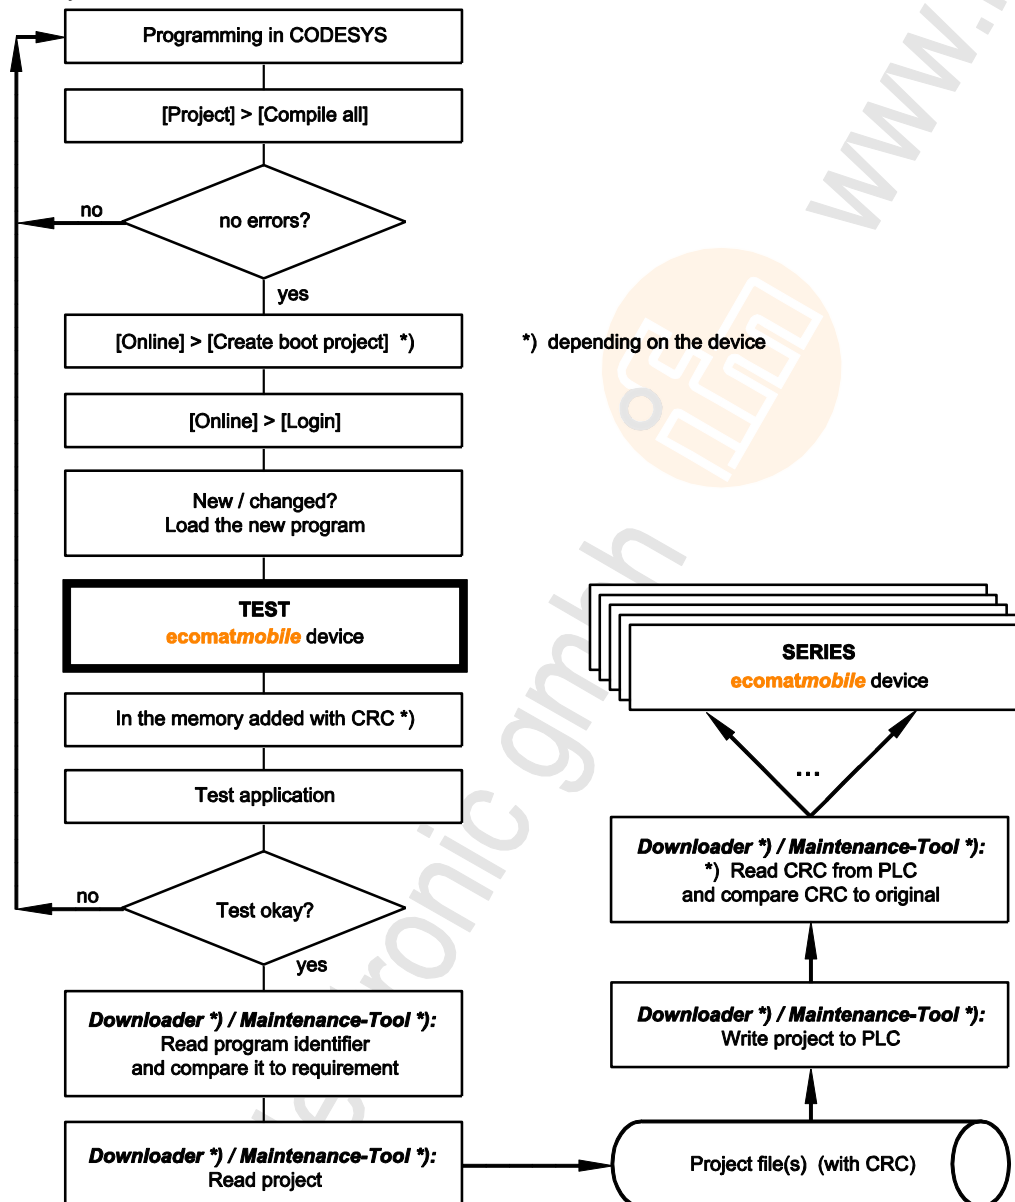 Programming in CODESYS
[Project] > [Compile all]
no errors?
no
yes
[Online] > [Create boot project] *)
*) depending on the device
[Online] > [Login]
New / changed?
Load the new program
TEST
ecomatmobile device
In the memory added with CRC *)
Test application
Test okay?
no
yes
Downloader *) / Maintenance-Tool *):
Read program identifier
and compare it to requirement
Downloader *) / Maintenance-Tool *):
Read project
Project file(s) (with CRC)
Downloader *) / Maintenance-Tool *):
Write project to PLC
Downloader *) / Maintenance-Tool *):
*) Read CRC from PLC
and compare CRC to original
...
SERIES
ecomatmobile device
ifm
www.
gmbh